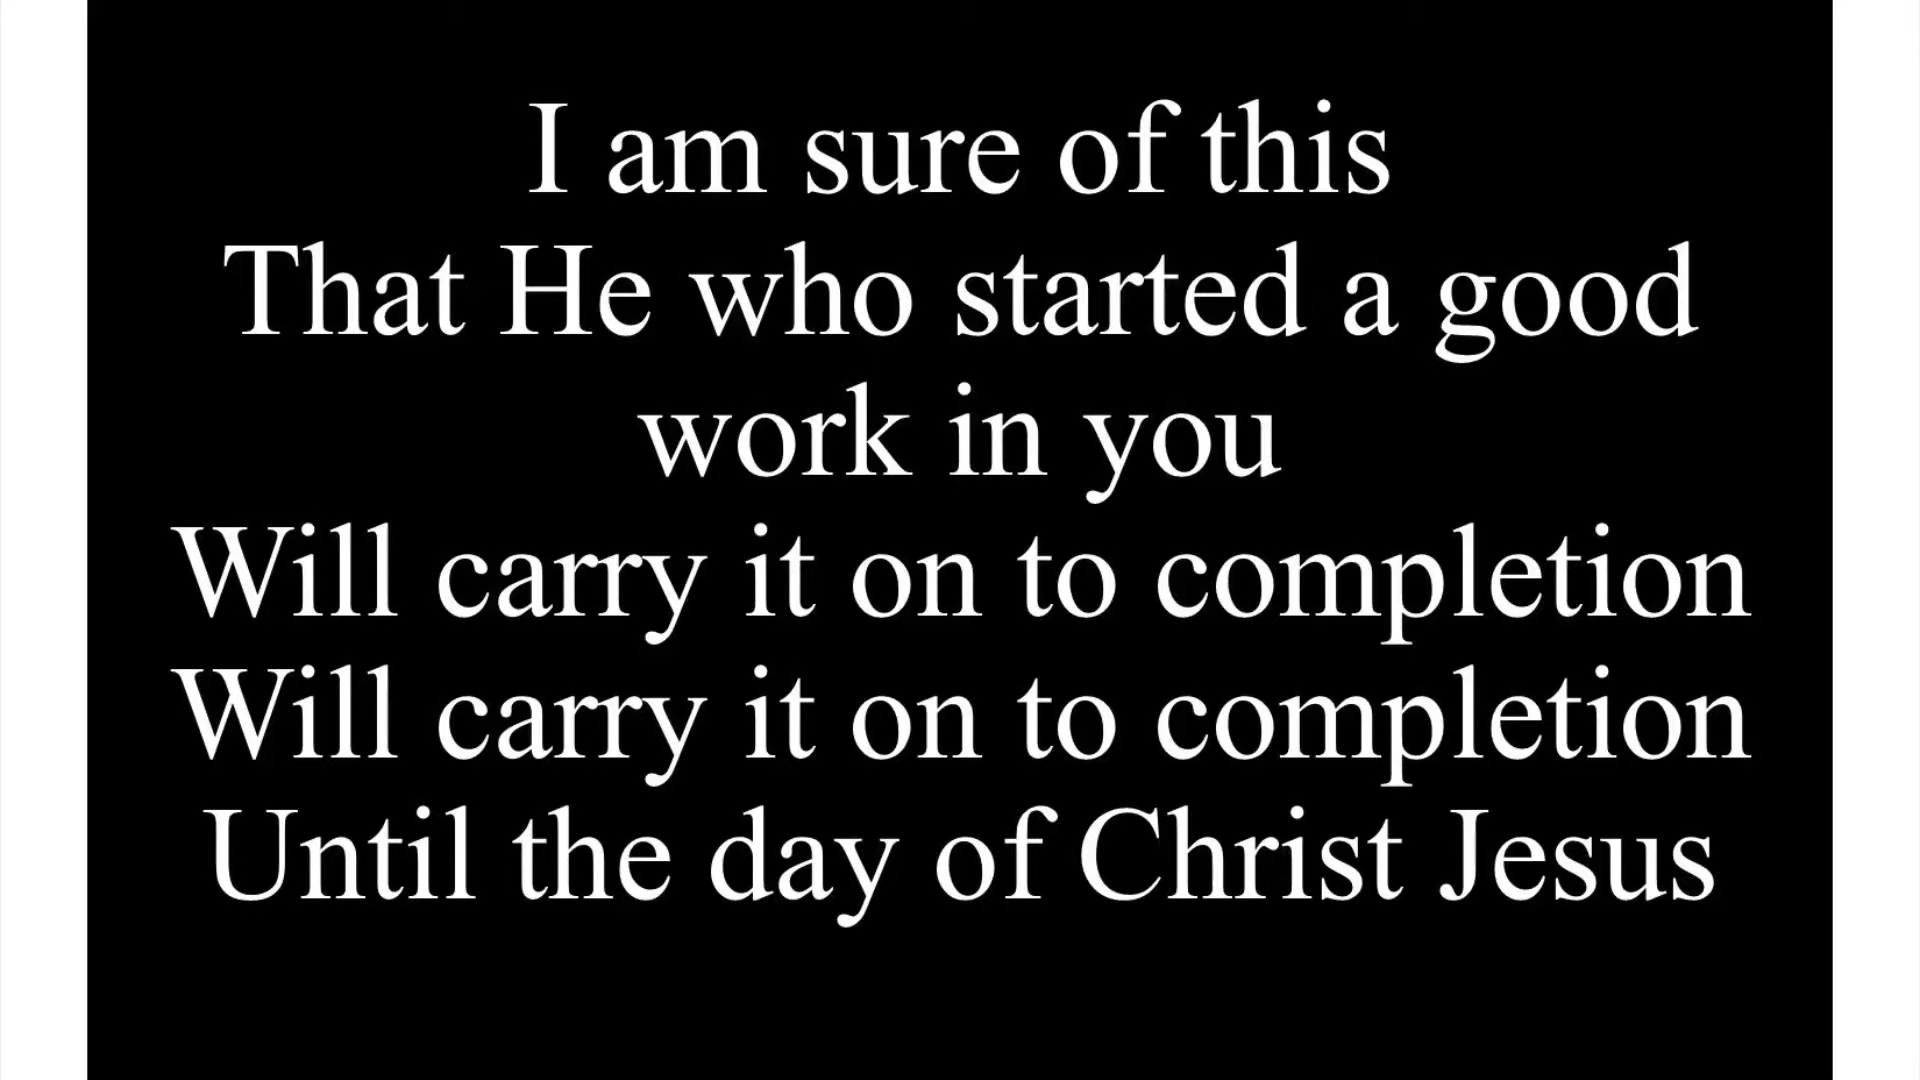 I am sure of this
That He who started a good
work in you
Will carry it on to completion
Will carry it on to completion
Until the day of Christ Jesus